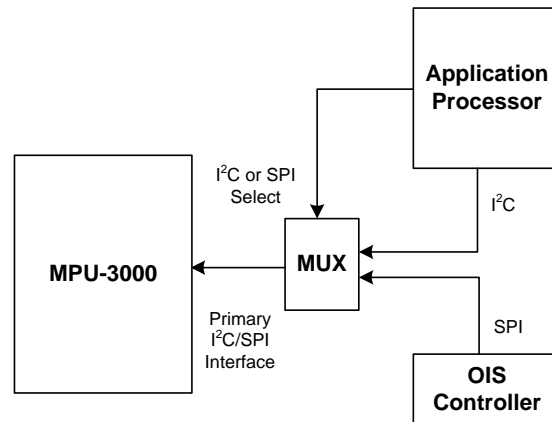 Application
Processor
I²C or SPI
Select
I²C
MPU-3000
MUX
Primary
I²C/SPI
Interface
SPI
OIS
Controller